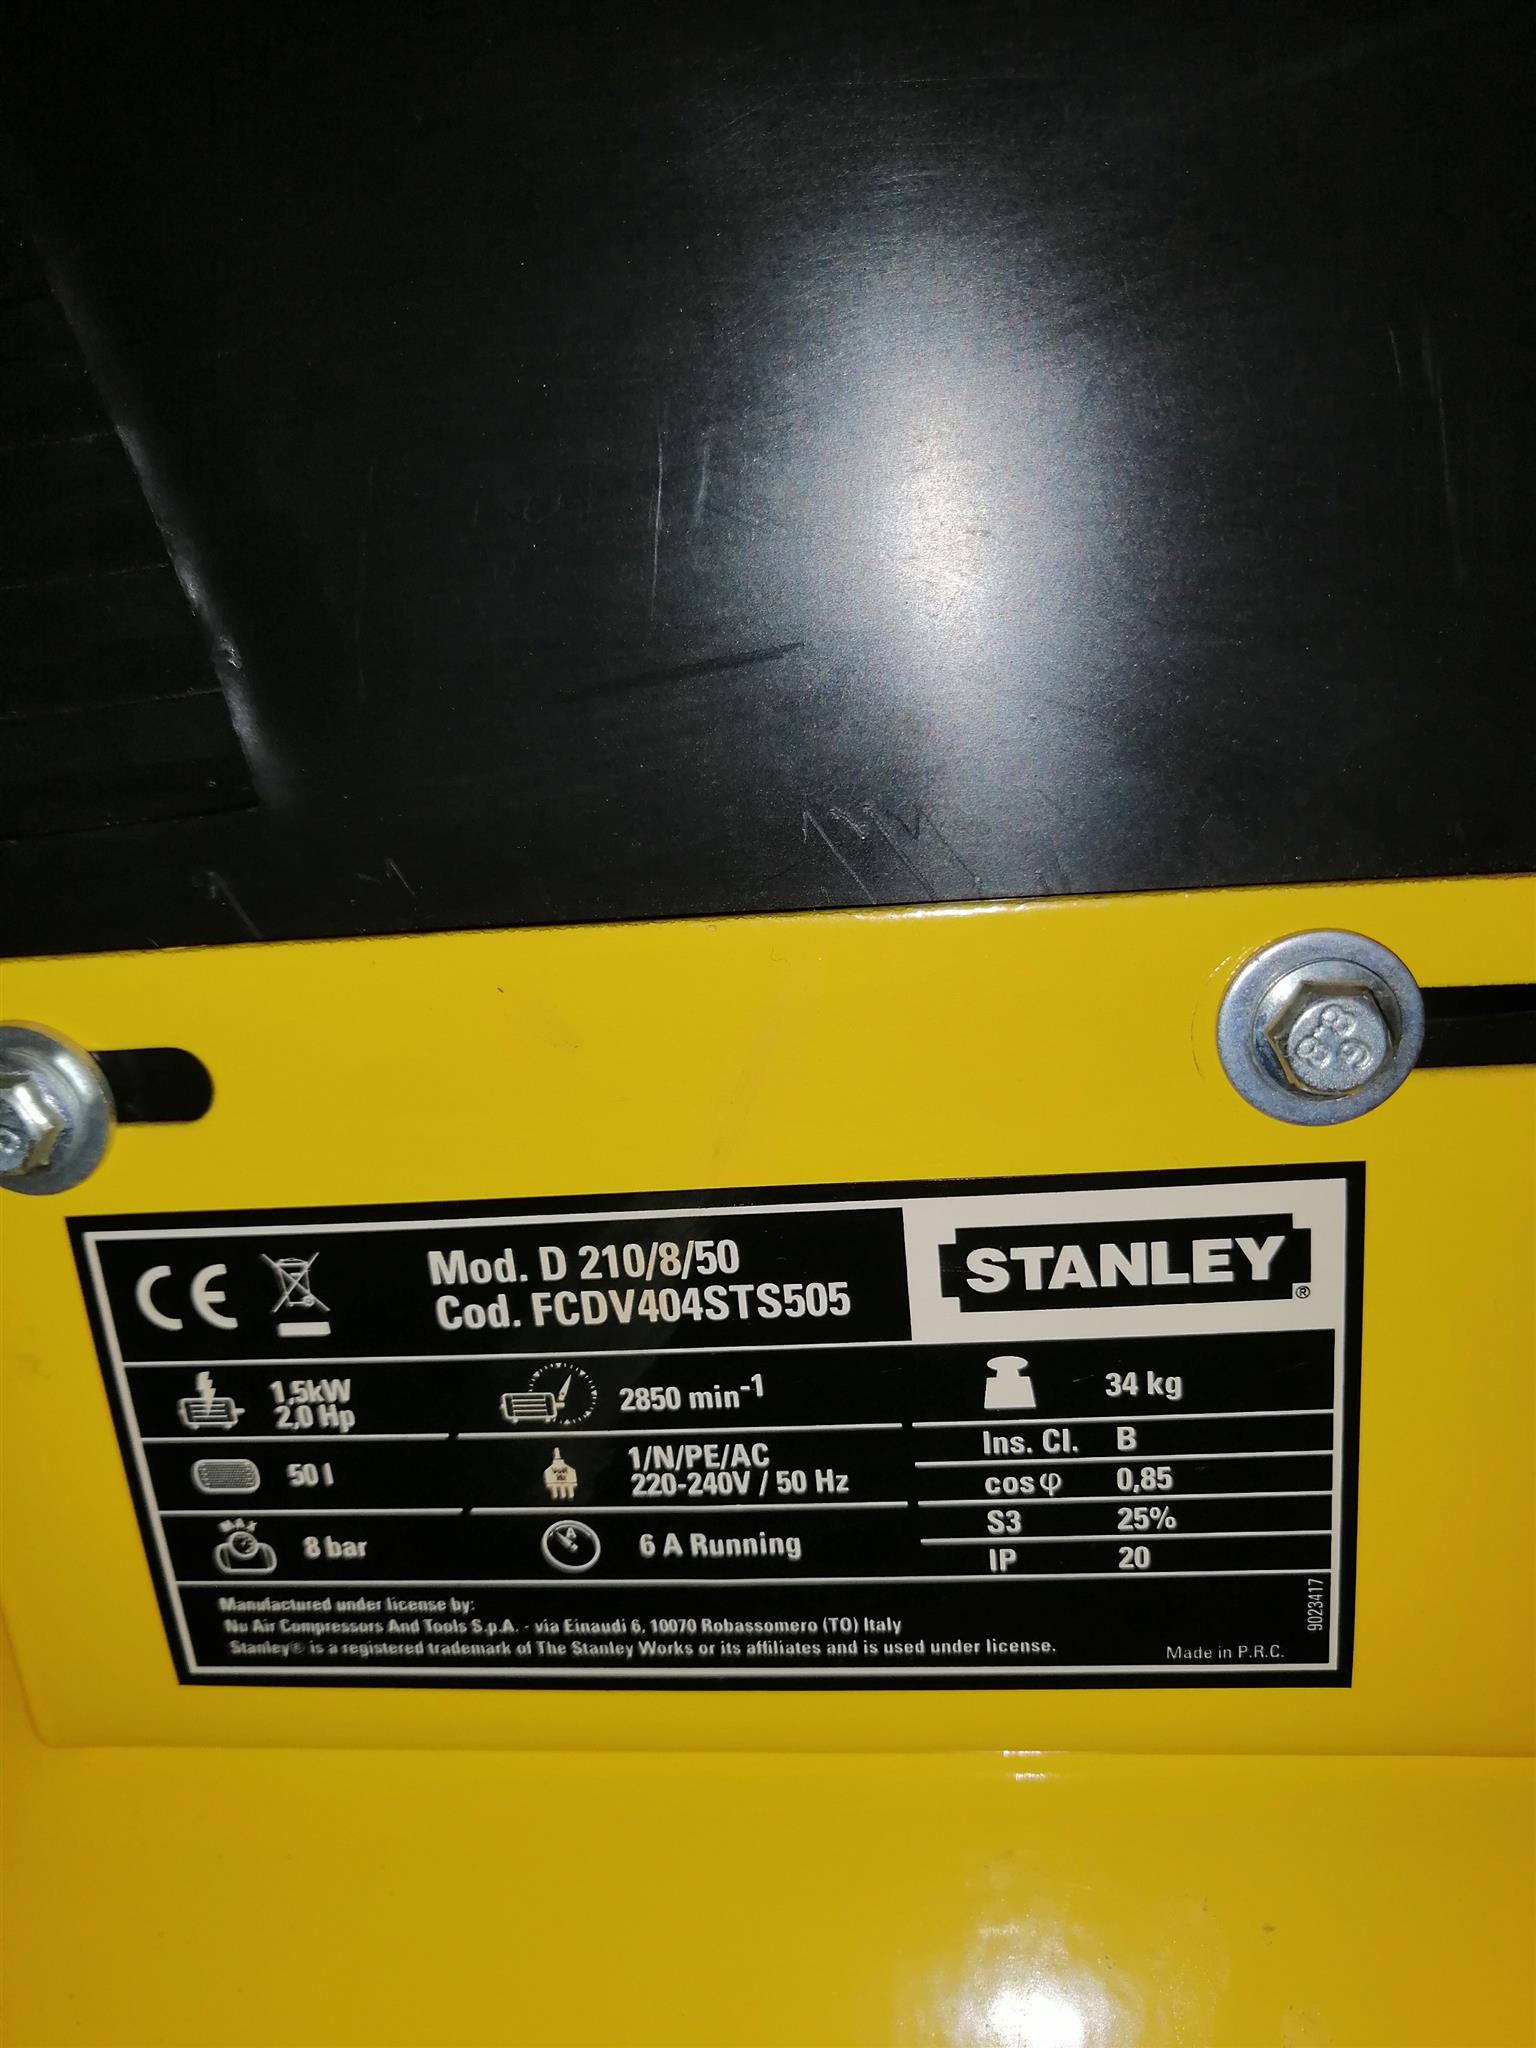 8.8
CE
Mod. D 210/8/50
Cod. FCDV404STS505
STANLEY®
1,5kW
2,0 Hp
2850 min-1
34 kg
Ins. Cl. B
50 l
1/N/PE/AC
220-240V / 50 Hz
cos φ 0,85
S3 25%
MAX
8 bar
A
6 A Running
IP 20
Manufactured under license by:
Nu Air Compressors And Tools S.p.A. - via Einaudi 6, 10070 Robassomero (TO) Italy
Stanley® is a registered trademark of The Stanley Works or its affiliates and is used under license.
Made in P.R.C.
9023417